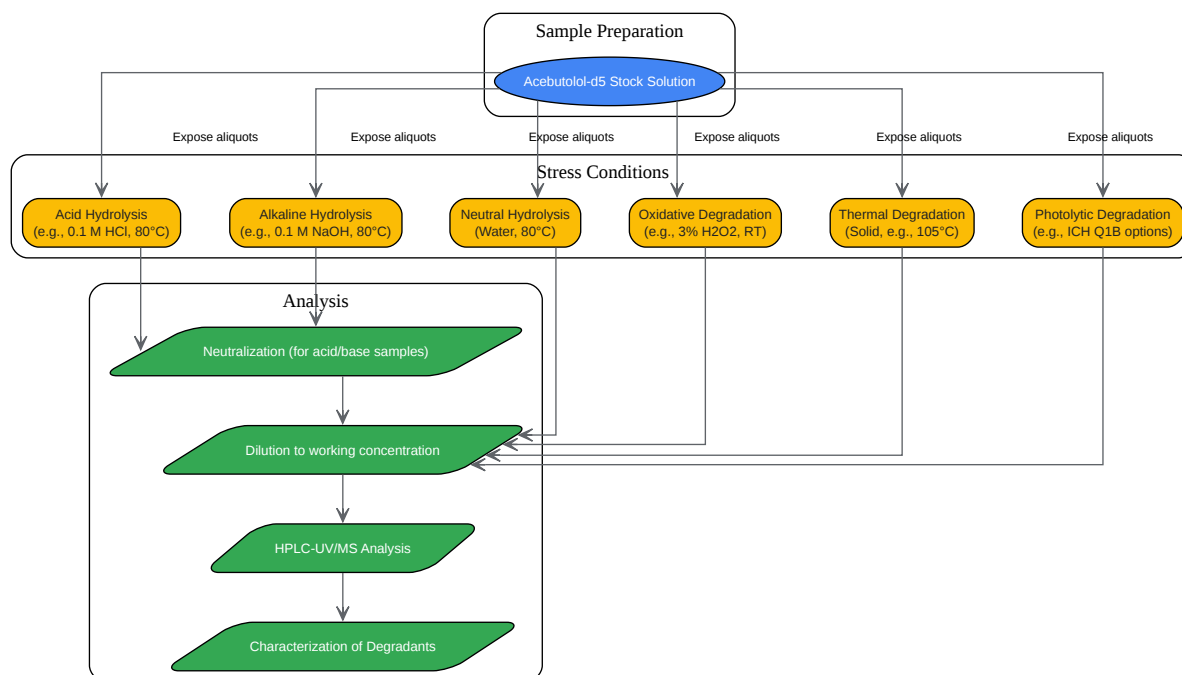 Sample Preparation
Acebutolol-d5 Stock Solution
Expose aliquots
Expose aliquots
Expose aliquots
Expose aliquots
Expose aliquots
Expose aliquots
Stress Conditions
Acid Hydrolysis
(e.g., 0.1 M HCl, 80°C)
Alkaline Hydrolysis
(e.g., 0.1 M NaOH, 80°C)
Neutral Hydrolysis
(Water, 80°C)
Oxidative Degradation
(e.g., 3% H2O2, RT)
Thermal Degradation
(Solid, e.g., 105°C)
Photolytic Degradation
(e.g., ICH Q1B options)
Analysis
Neutralization (for acid/base samples)
Dilution to working concentration
HPLC-UV/MS Analysis
Characterization of Degradants